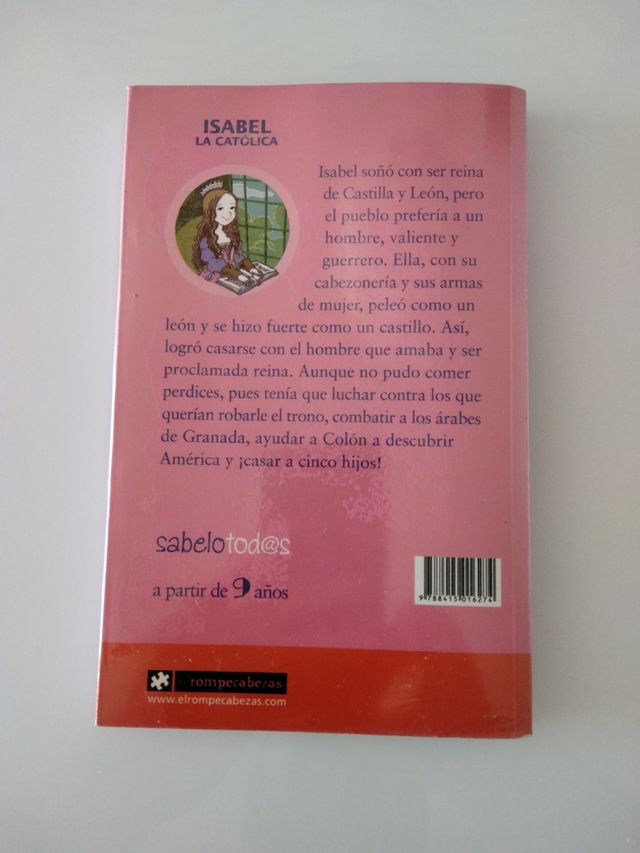 ISABEL
LA CATÓLICA
Isabel soñó con ser reina
de Castilla y León, pero
el pueblo prefería a un
hombre, valiente y
guerrero. Ella, con su
cabezonería y sus armas
de mujer, peleó como un
león y se hizo fuerte como un castillo. Así,
logró casarse con el hombre que amaba y ser
proclamada reina. Aunque no pudo comer
perdices, pues tenía que luchar contra los que
querían robarle el trono, combatir a los árabes
de Granada, ayudar a Colón a descubrir
América y ¡casar a cinco hijos!
sabelotod@s
a partir de 9 años
9 788415 016274
elrompecabezas
www.elrompecabezas.com